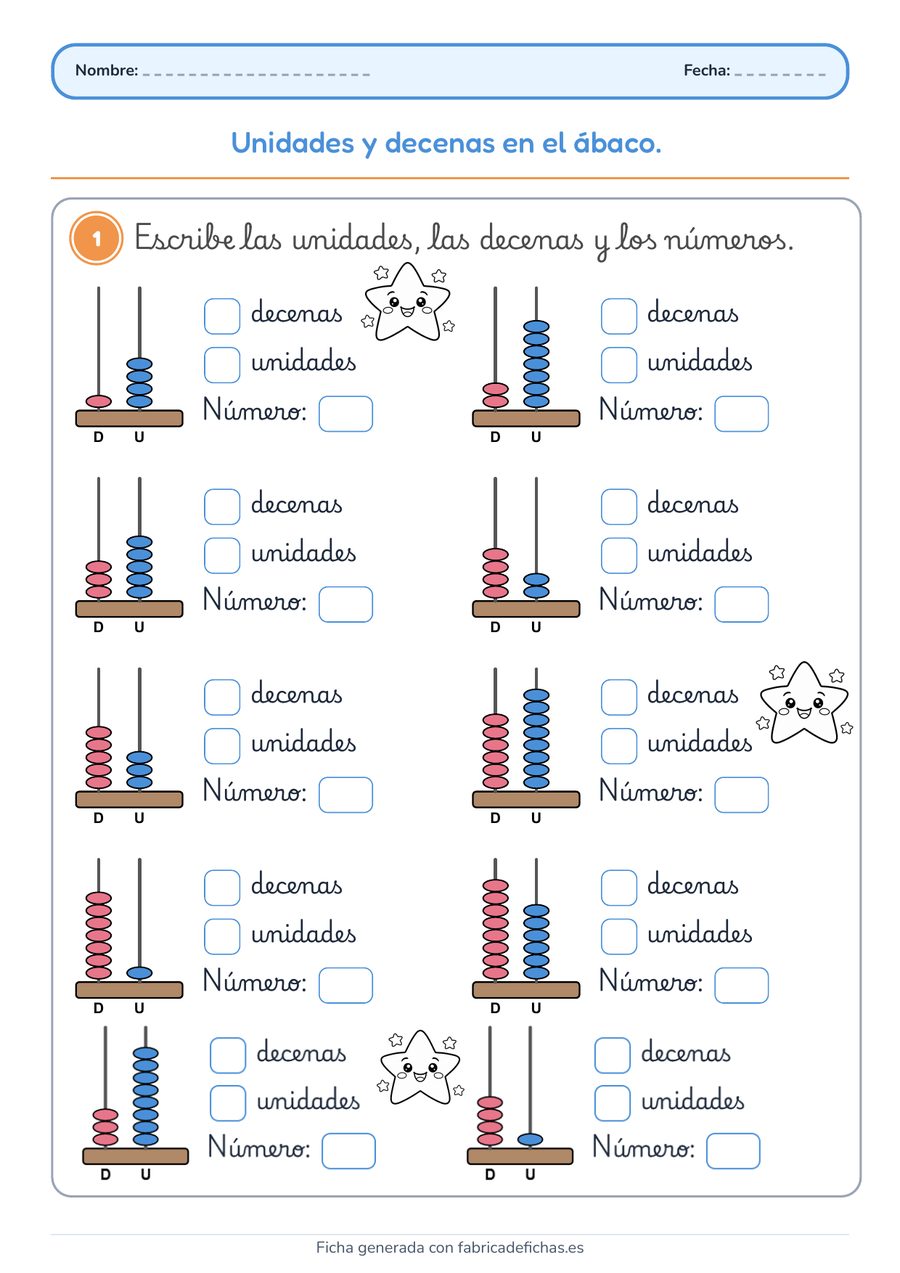 Nombre: Fecha:
Unidades y decenas en el ábaco.
1 Escribe las unidades, las decenas y los números.
decenas
unidades
Número:
D U
decenas
unidades
Número:
D U
decenas
unidades
Número:
D U
decenas
unidades
Número:
D U
decenas
unidades
Número:
D U
decenas
unidades
Número:
D U
decenas
unidades
Número:
D U
decenas
unidades
Número:
D U
decenas
unidades
Número:
D U
decenas
unidades
Número:
D U
Ficha generada con fabricadefichas.es